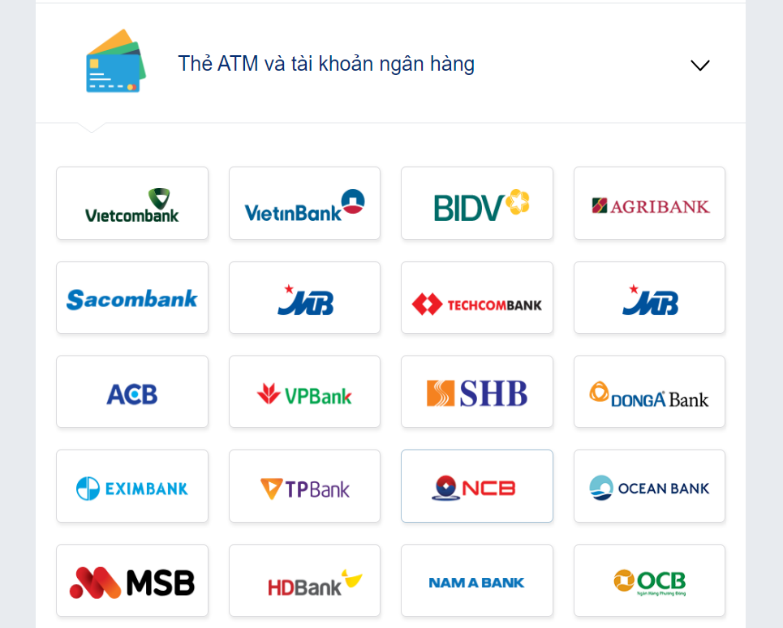 Thẻ ATM và tài khoản ngân hàng
Vietcombank
VietinBank
BIDV
AGRIBANK
Sacombank
MB
TECHCOMBANK
MB
ACB
VPBank
SHB
DONGA Bank
EXIMBANK
TPBank
NCB
OCEAN BANK
MSB
HDBank
NAM A BANK
OCB
Ngân Hàng Phương Đông